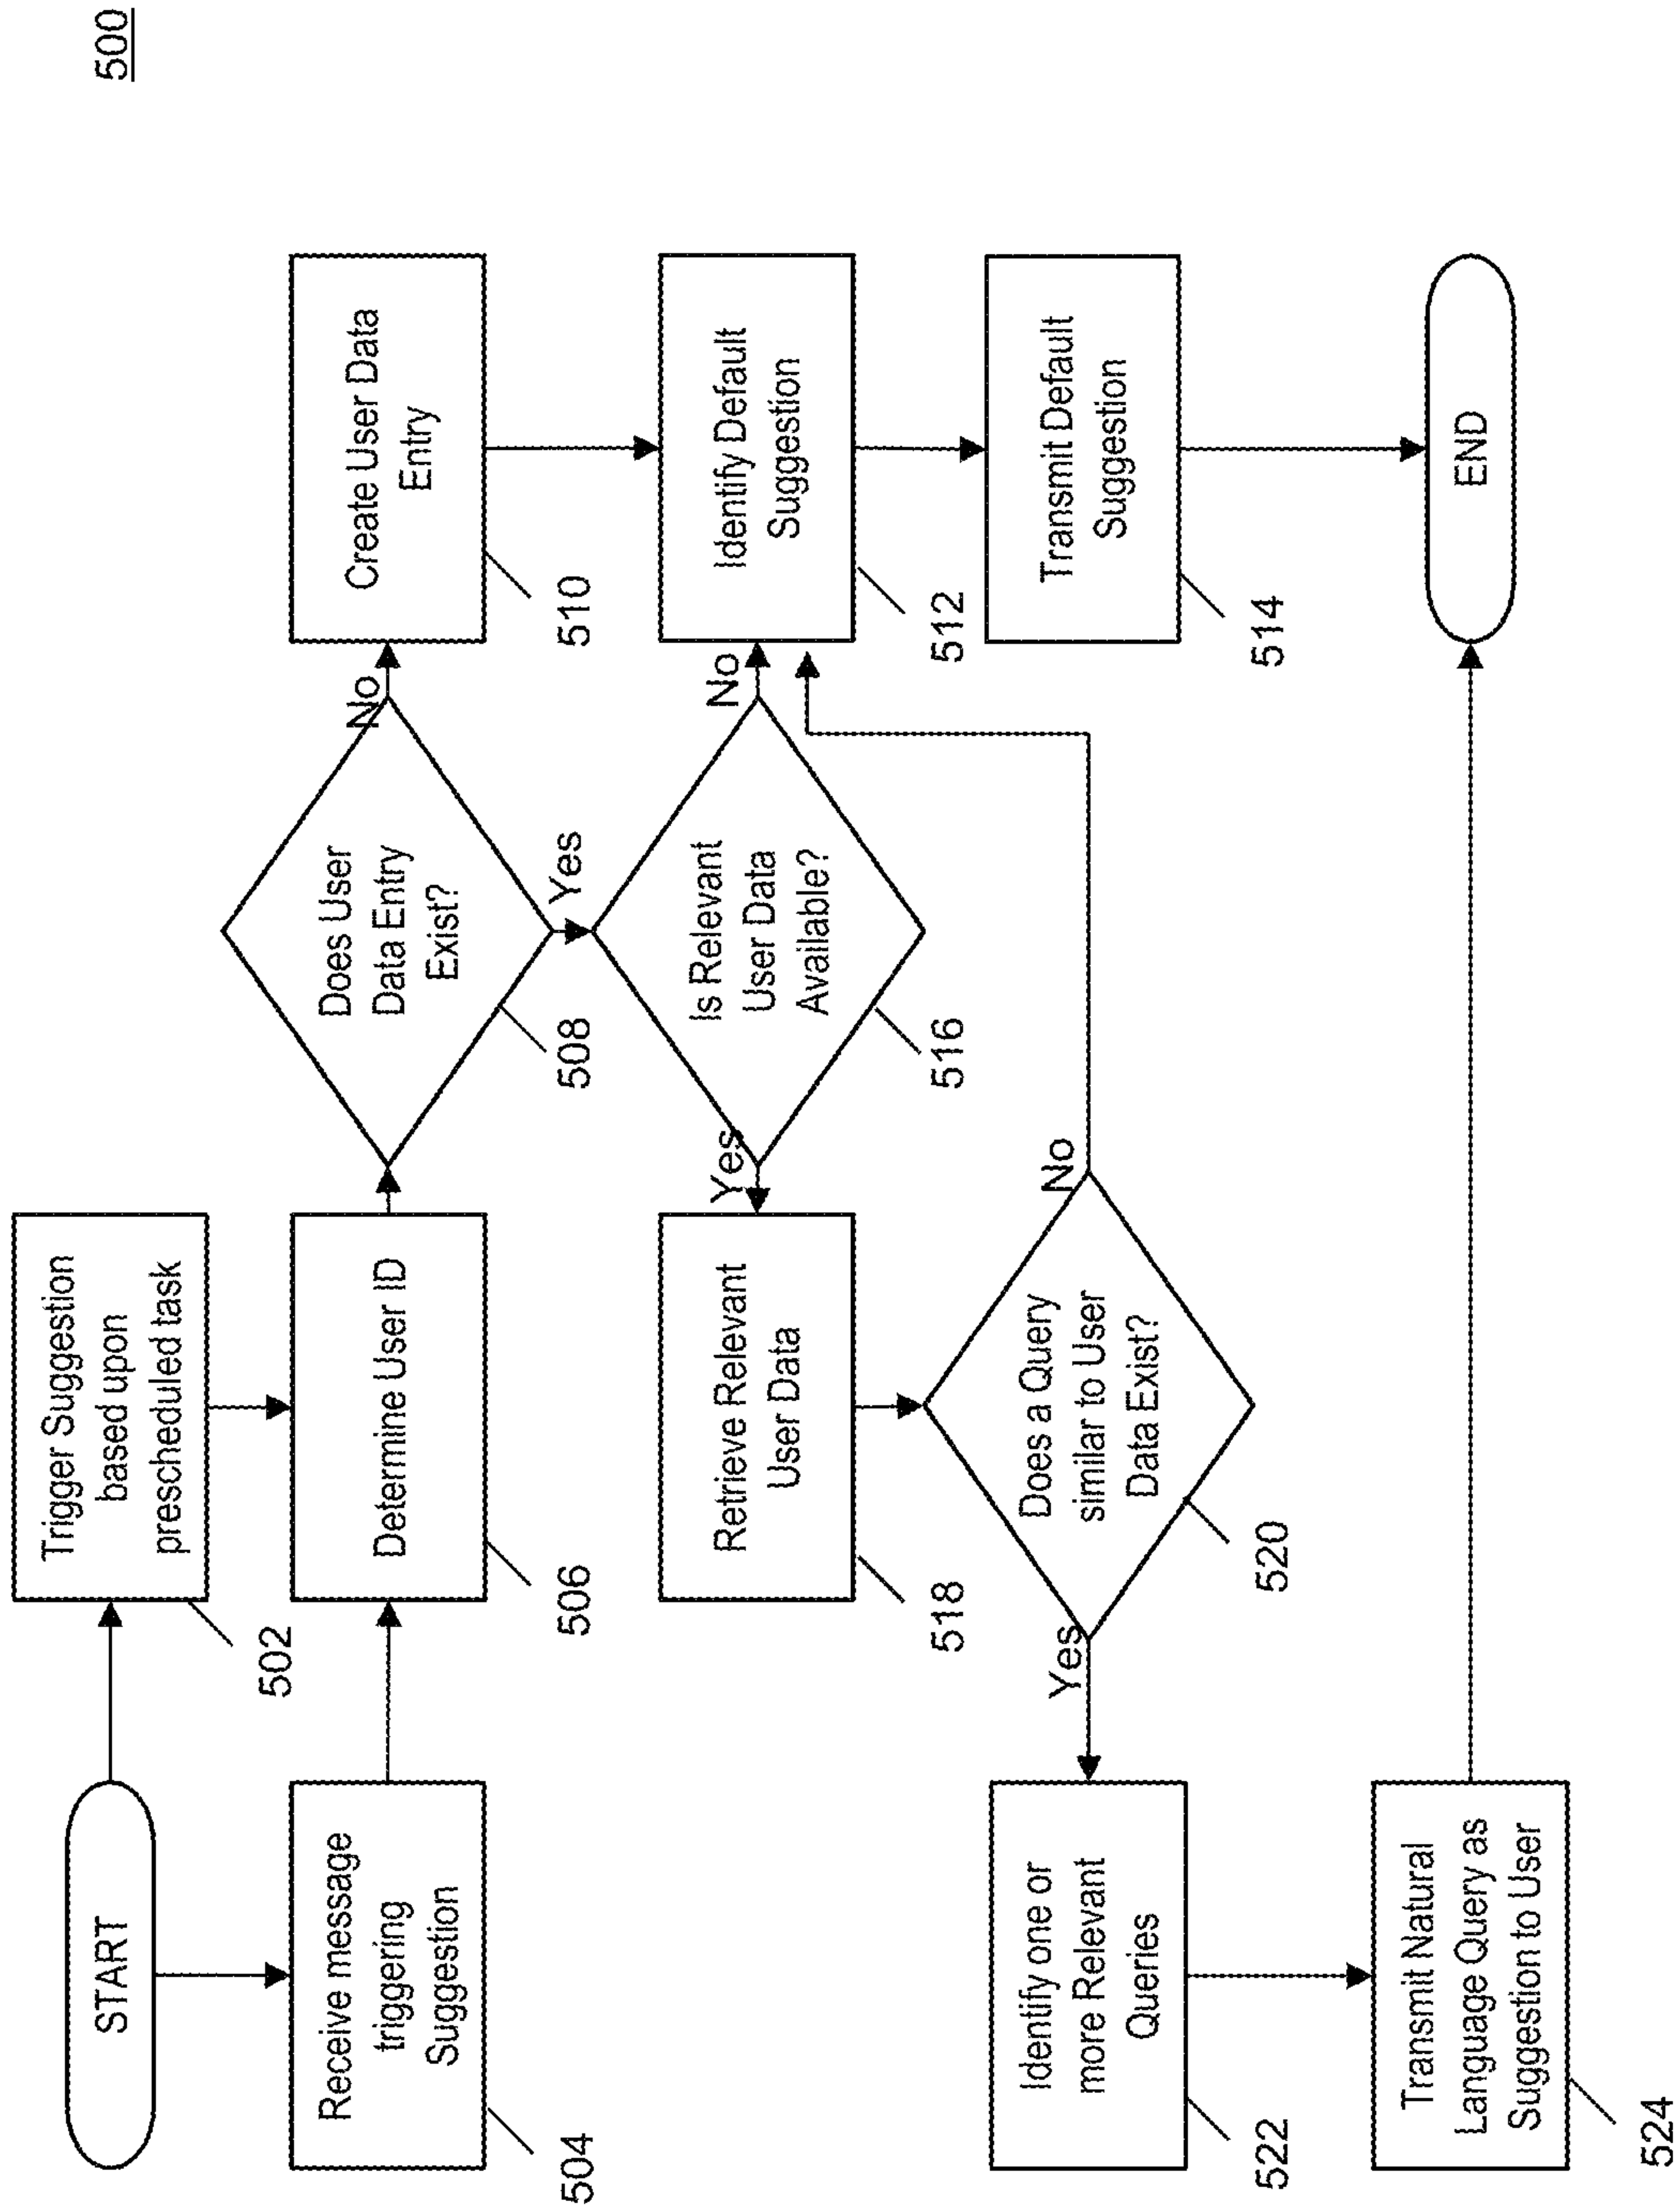 500
START
Trigger Suggestion
based upon
prescheduled task
502
Receive message
triggering
Suggestion
504
Determine User ID
506
Does User
Data Entry
Exist?
508
No
Yes
Create User Data
Entry
510
Is Relevant
User Data
Available?
516
No
Yes
Identify Default
Suggestion
512
Transmit Default
Suggestion
514
Retrieve Relevant
User Data
518
Does a Query
similar to User
Data Exist?
520
No
Yes
Identify one or
more Relevant
Queries
522
Transmit Natural
Language Query as
Suggestion to User
524
END